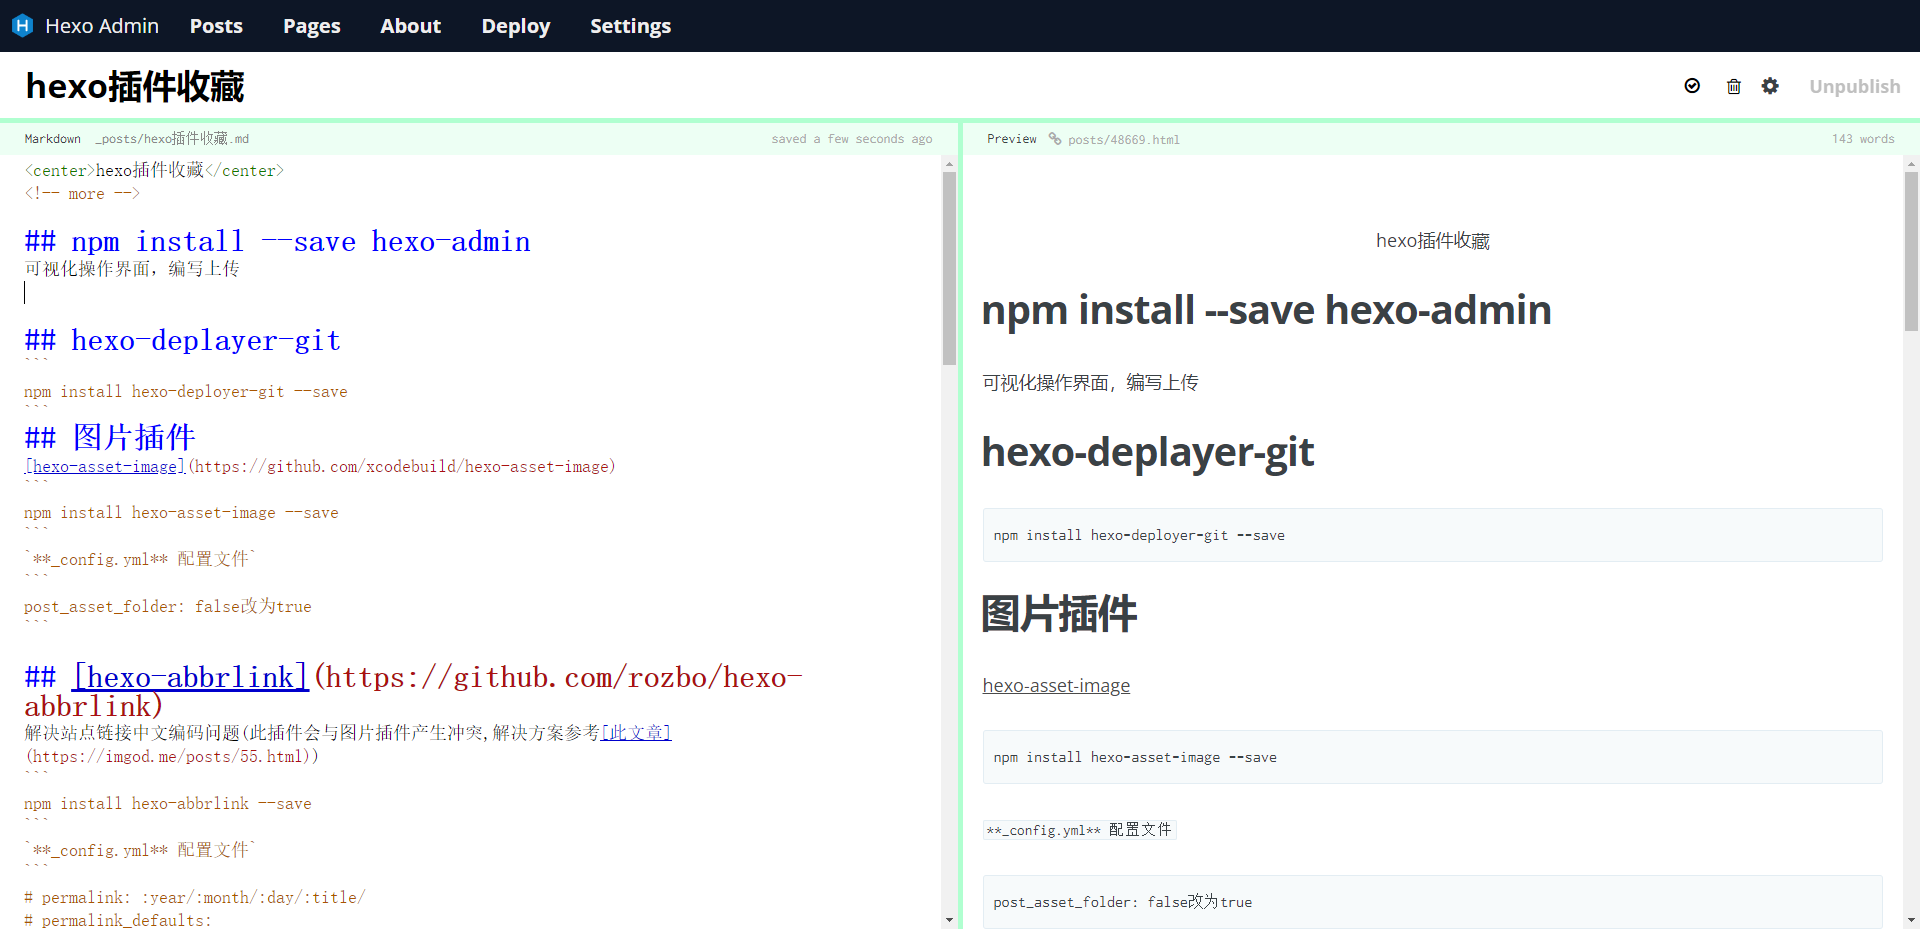 Hexo Admin Posts Pages About Deploy Settings
hexo插件收藏
Unpublish
Markdown _posts/hexo插件收藏.md saved a few seconds ago
<center>hexo插件收藏</center>
<!-- more -->
## npm install --save hexo-admin
可视化操作界面，编写上传
## hexo-deplayer-git
```
npm install hexo-deployer-git --save
```
## 图片插件
[hexo-asset-image](https://github.com/xcodebuild/hexo-asset-image)
```
npm install hexo-asset-image --save
```
`**_config.yml** 配置文件`
```
post_asset_folder: false改为true
```
## [hexo-abbrlink](https://github.com/rozbo/hexo-
abbrlink)
解决站点链接中文编码问题(此插件会与图片插件产生冲突,解决方案参考[此文章]
(https://imgod.me/posts/55.html))
```
npm install hexo-abbrlink --save
```
`**_config.yml** 配置文件`
```
# permalink: :year/:month/:day/:title/
# permalink_defaults:
Preview posts/48669.html 143 words
hexo插件收藏
npm install --save hexo-admin
可视化操作界面，编写上传
hexo-deplayer-git
npm install hexo-deployer-git --save
图片插件
hexo-asset-image
npm install hexo-asset-image --save
**_config.yml** 配置文件
post_asset_folder: false改为true